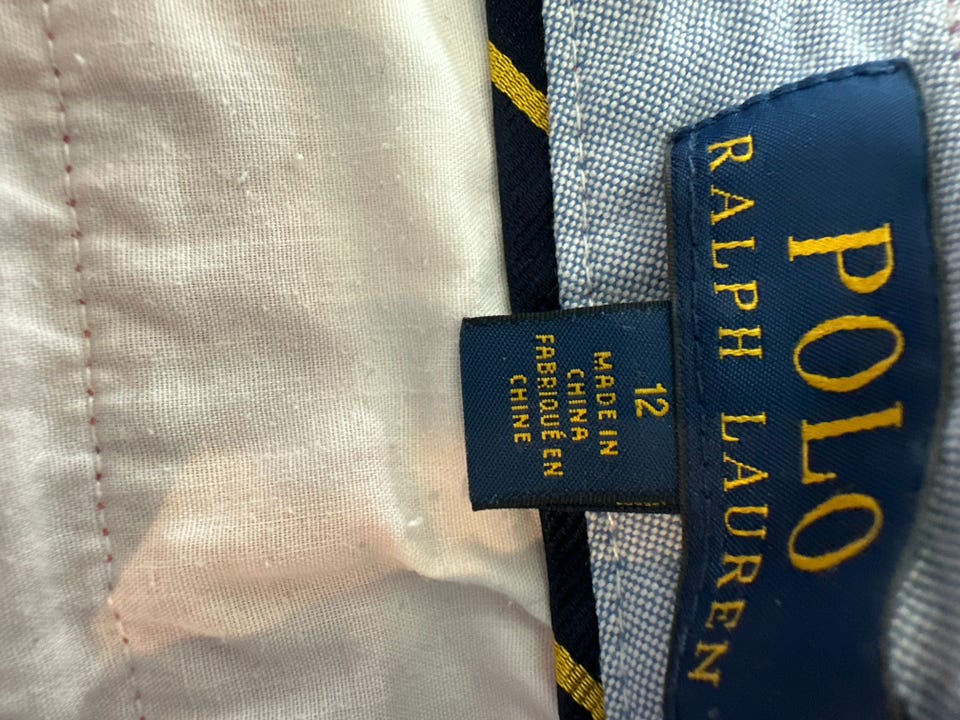 POLO
RALPH LAUREN
12
MADE IN
CHINA
FABRIQUÉ EN
CHINE